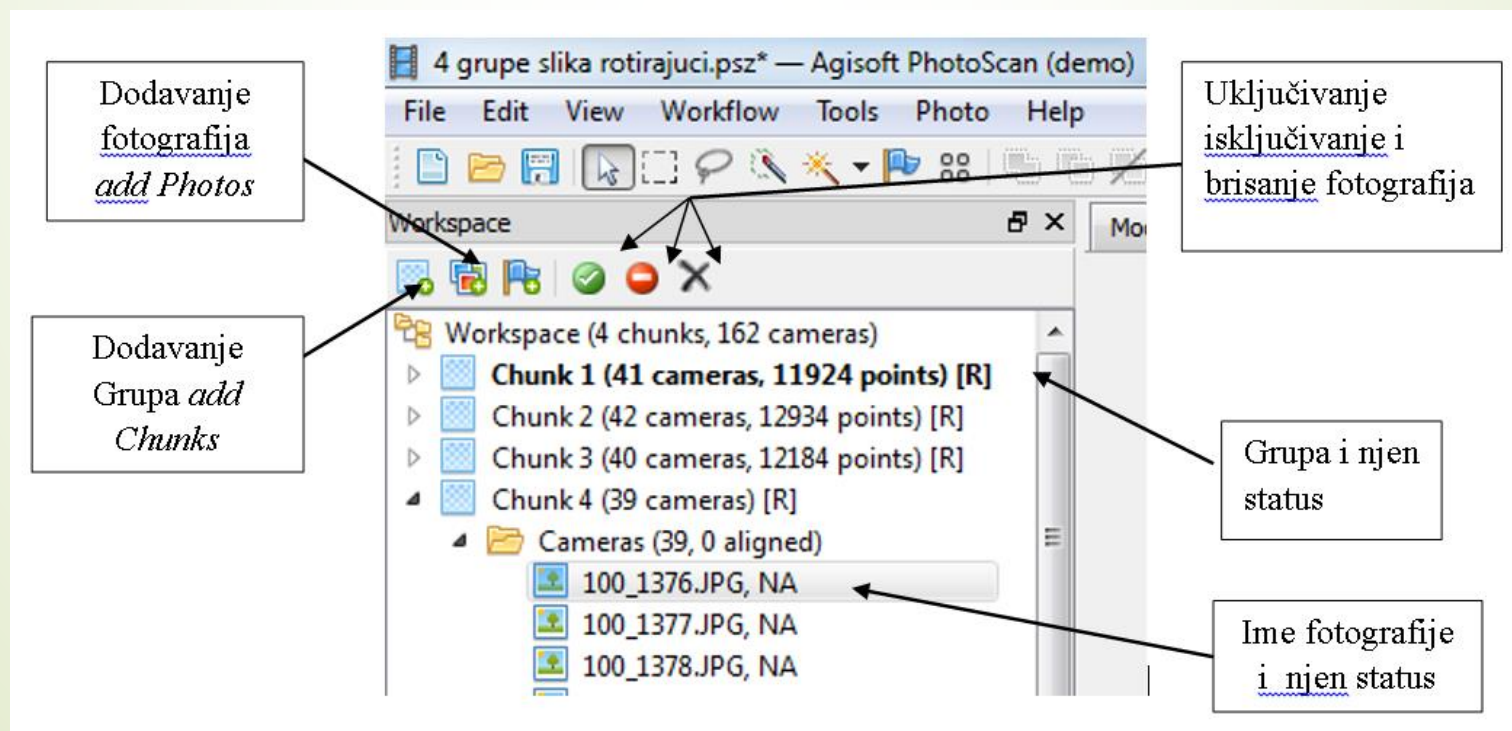 4 grupe slika rotirajuci.psz* — Agisoft PhotoScan (demo)
File Edit View Workflow Tools Photo Help
Workspace
Workspace (4 chunks, 162 cameras)
Chunk 1 (41 cameras, 11924 points) [R]
Chunk 2 (42 cameras, 12934 points) [R]
Chunk 3 (40 cameras, 12184 points) [R]
Chunk 4 (39 cameras) [R]
Cameras (39, 0 aligned)
100_1376.JPG, NA
100_1377.JPG, NA
100_1378.JPG, NA
Dodavanje
fotografija
add Photos
Dodavanje
Grupa add
Chunks
Uključivanje
isključivanje i
brisanje fotografija
Grupa i njen
status
Ime fotografije
i njen status